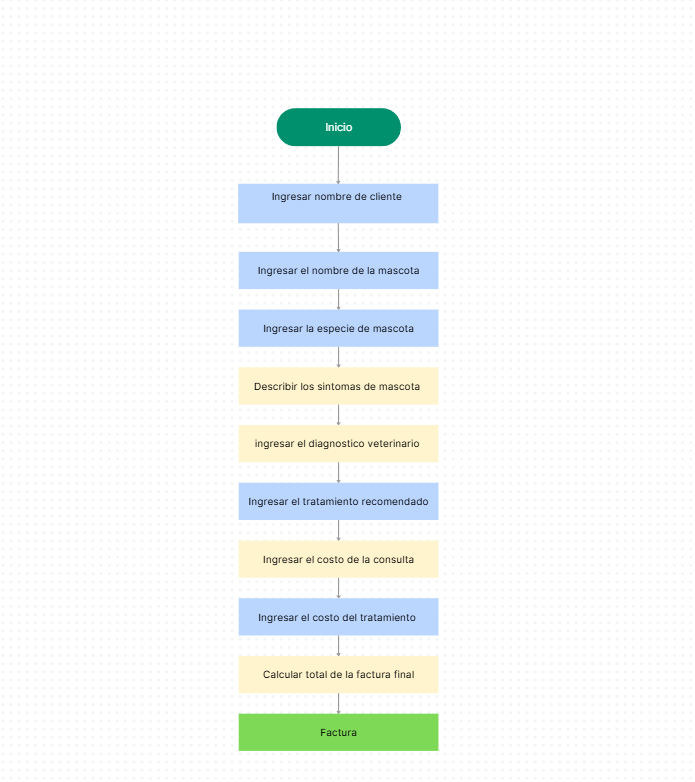 Inicio
Ingresar nombre de cliente
Ingresar el nombre de la mascota
Ingresar la especie de mascota
Describir los sintomas de mascota
ingresar el diagnostico veterinario
Ingresar el tratamiento recomendado
Ingresar el costo de la consulta
Ingresar el costo del tratamiento
Calcular total de la factura final
Factura